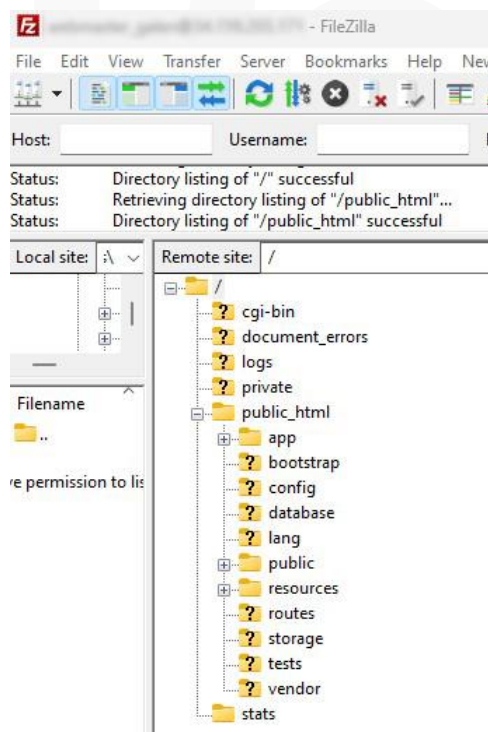 - FileZilla
File Edit View Transfer Server Bookmarks Help New
Host: Username:
Status: Directory listing of "/" successful
Status: Retrieving directory listing of "/public_html"...
Status: Directory listing of "/public_html" successful
Local site: :\
Remote site: /
/
cgi-bin
document_errors
logs
private
public_html
app
bootstrap
config
database
lang
public
resources
routes
storage
tests
vendor
stats
Filename
..
ve permission to lis